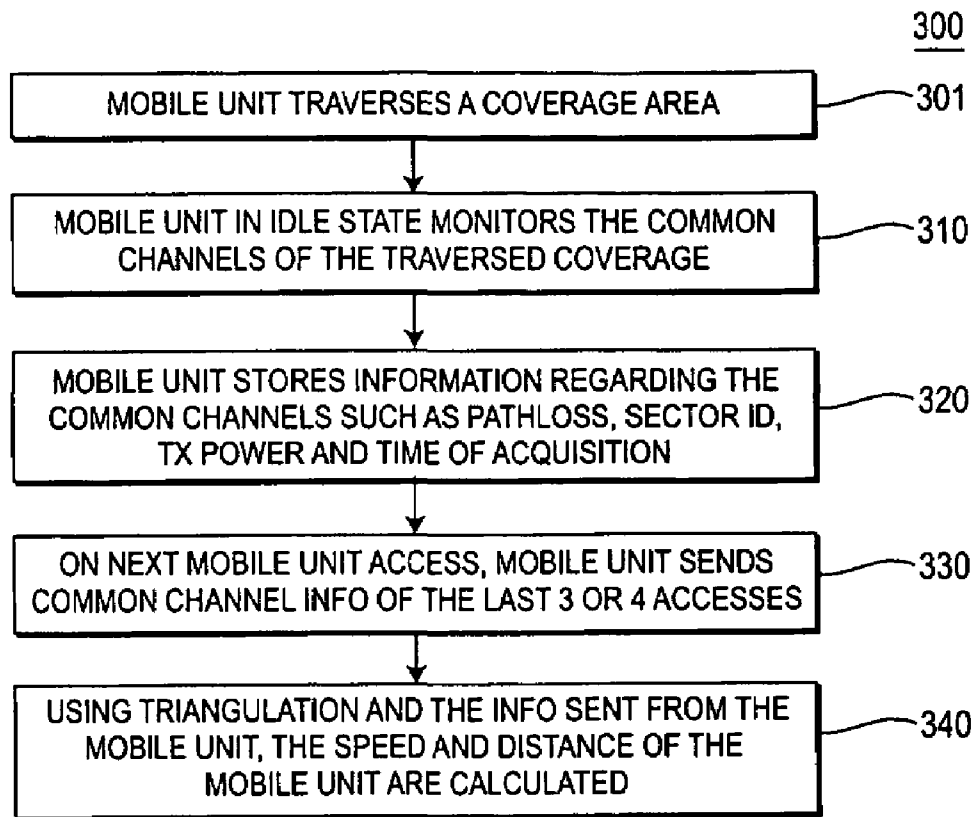 300
MOBILE UNIT TRAVERSES A COVERAGE AREA
301
MOBILE UNIT IN IDLE STATE MONITORS THE COMMON
CHANNELS OF THE TRAVERSED COVERAGE
310
MOBILE UNIT STORES INFORMATION REGARDING THE
COMMON CHANNELS SUCH AS PATHLOSS, SECTOR ID,
TX POWER AND TIME OF ACQUISITION
320
ON NEXT MOBILE UNIT ACCESS, MOBILE UNIT SENDS
COMMON CHANNEL INFO OF THE LAST 3 OR 4 ACCESSES
330
USING TRIANGULATION AND THE INFO SENT FROM THE
MOBILE UNIT, THE SPEED AND DISTANCE OF THE
MOBILE UNIT ARE CALCULATED
340